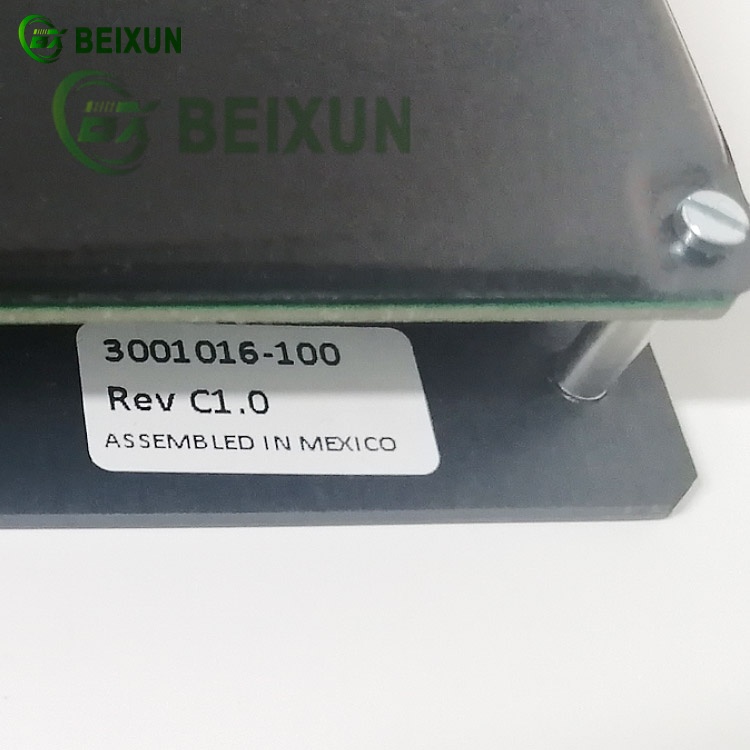 BEIXUN
BEIXUN
3001016-100
Rev C1.0
ASSEMBLED IN MEXICO